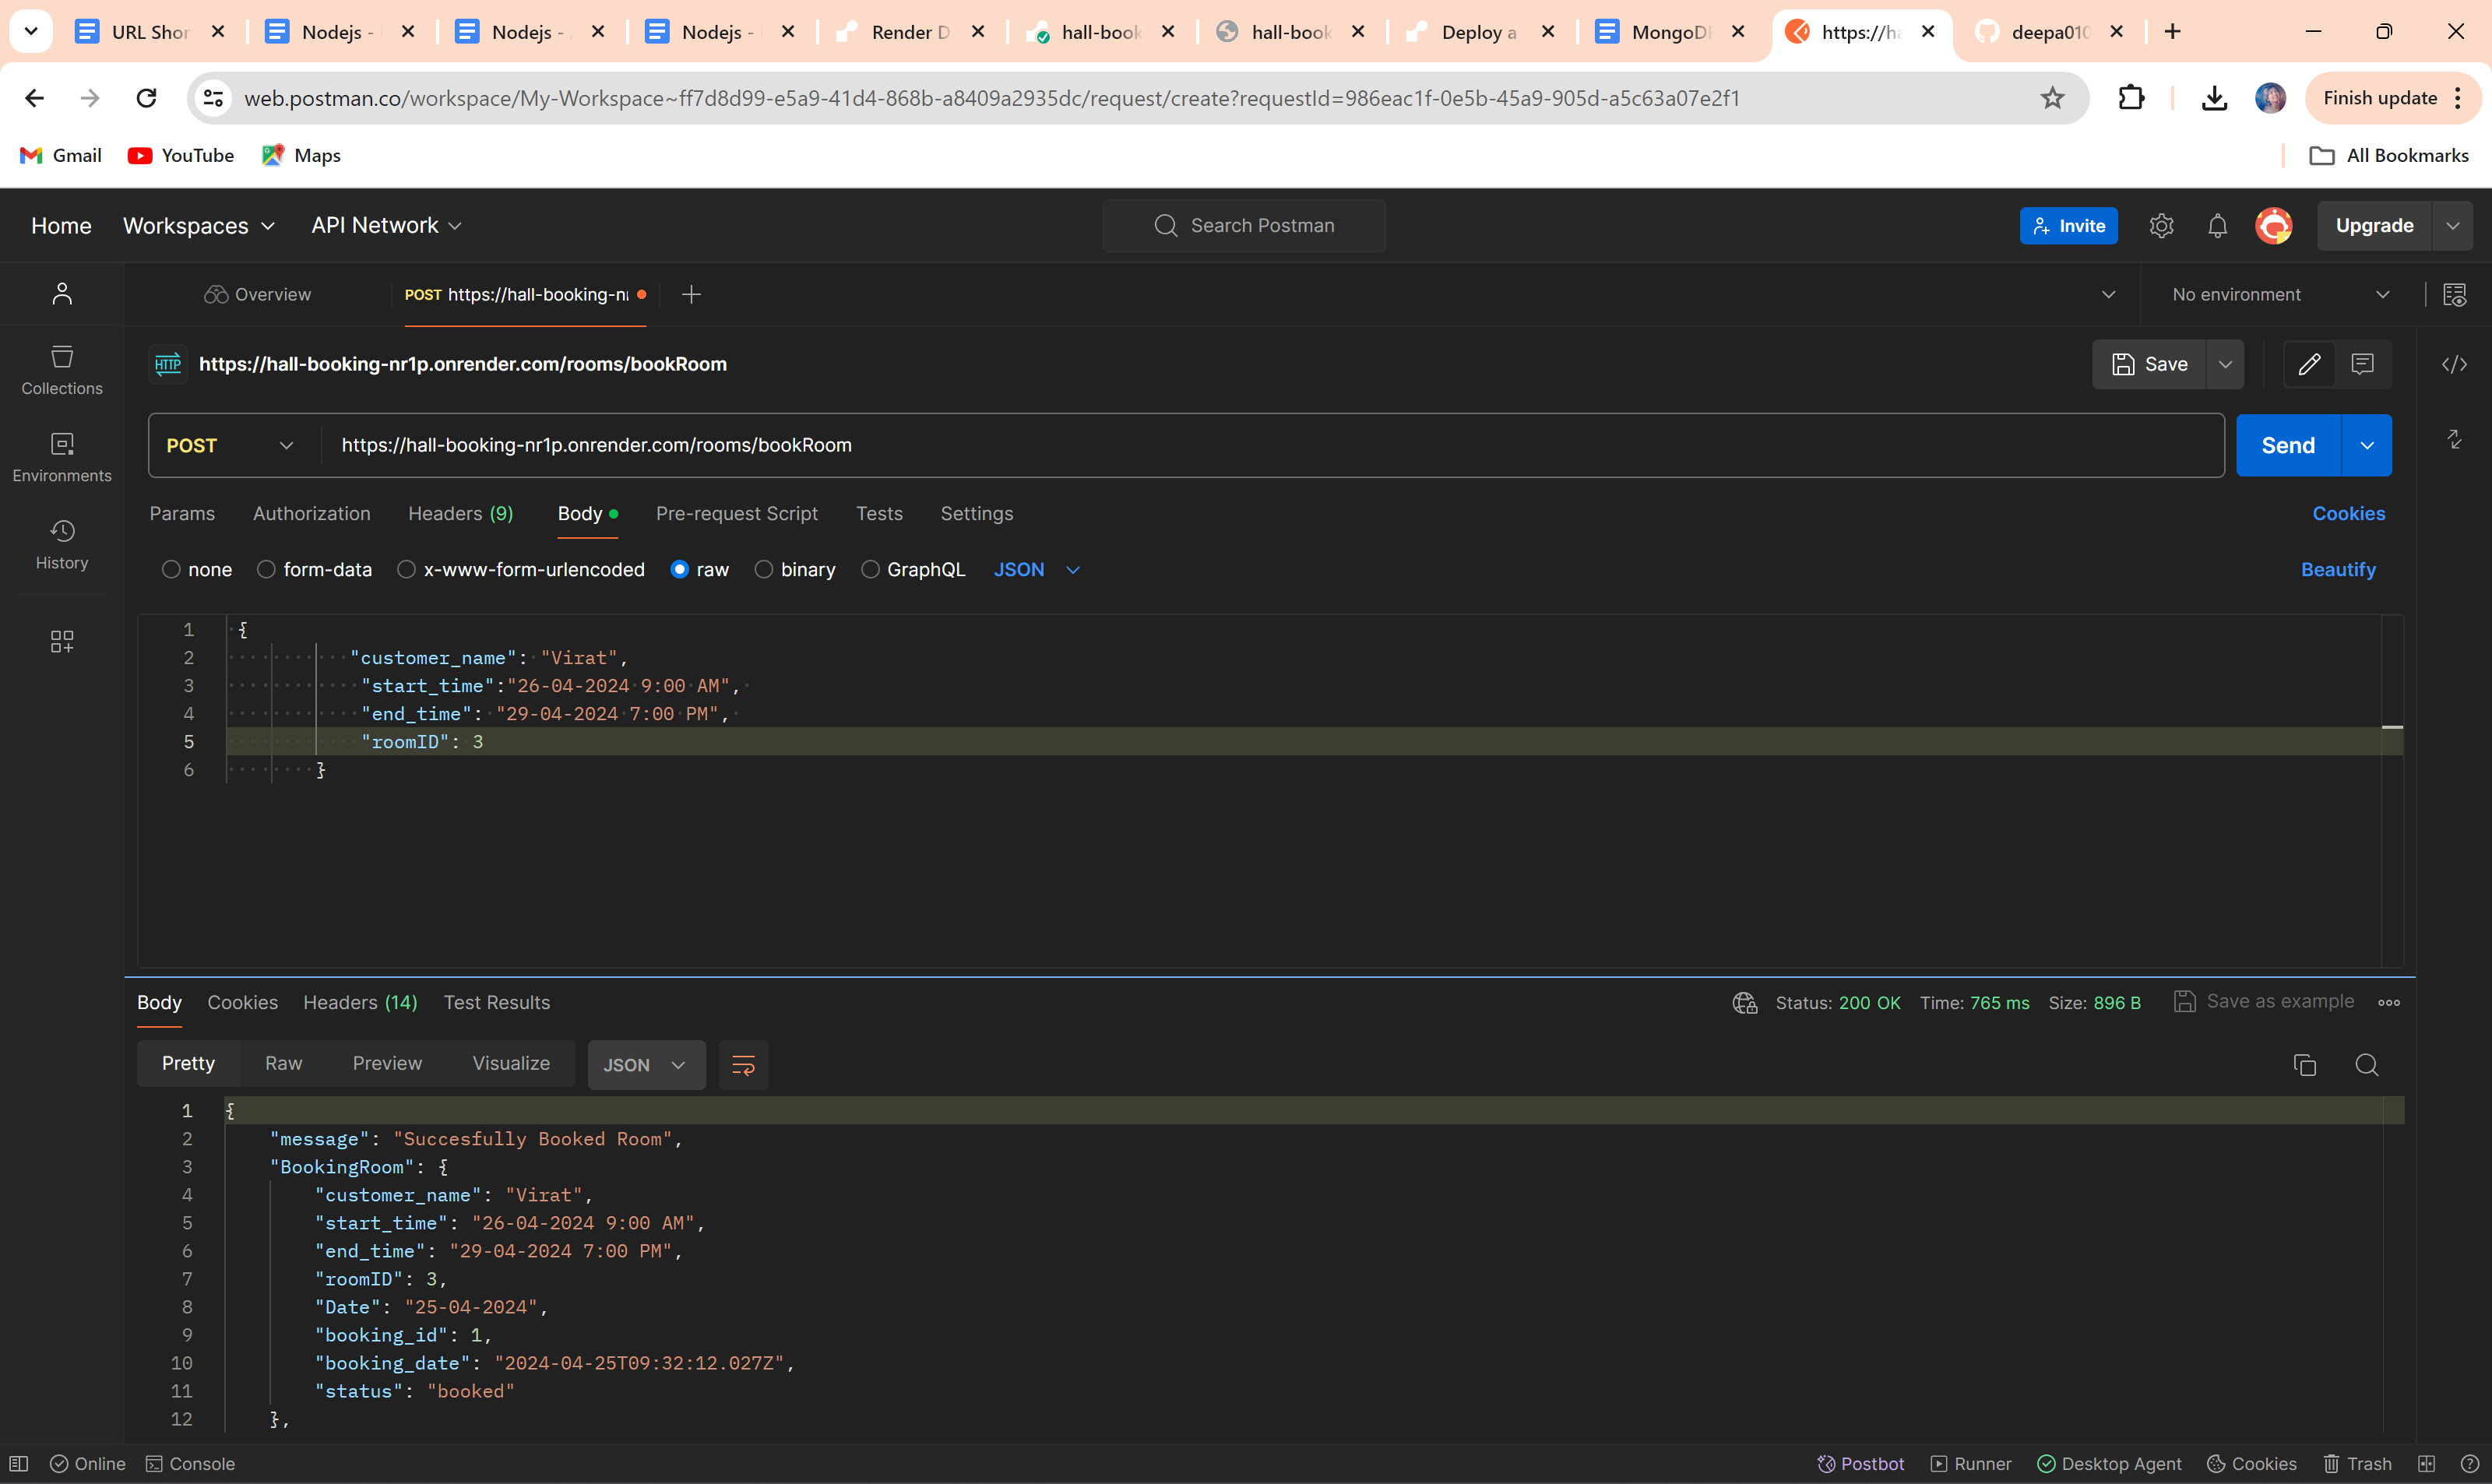 URL Shor Nodejs - Nodejs - Nodejs - Render D hall-book hall-book Deploy a MongoD https://ha deepa010
web.postman.co/workspace/My-Workspace~ff7d8d99-e5a9-41d4-868b-a8409a2935dc/request/create?requestId=986eac1f-0e5b-45a9-905d-a5c63a07e2f1 Finish update
Gmail YouTube Maps All Bookmarks
Home Workspaces API Network Search Postman Invite Upgrade
Overview POST https://hall-booking-nr No environment
HTTP https://hall-booking-nr1p.onrender.com/rooms/bookRoom Save
Collections
POST https://hall-booking-nr1p.onrender.com/rooms/bookRoom Send
Environments
Params Authorization Headers (9) Body Pre-request Script Tests Settings Cookies
History
none form-data x-www-form-urlencoded raw binary GraphQL JSON Beautify
1 {
2 "customer_name": "Virat",
3 "start_time":"26-04-2024 9:00 AM",
4 "end_time": "29-04-2024 7:00 PM",
5 "roomID": 3
6 }
Body Cookies Headers (14) Test Results Status: 200 OK Time: 765 ms Size: 896 B Save as example
Pretty Raw Preview Visualize JSON
1 {
2 "message": "Succesfully Booked Room",
3 "BookingRoom": {
4 "customer_name": "Virat",
5 "start_time": "26-04-2024 9:00 AM",
6 "end_time": "29-04-2024 7:00 PM",
7 "roomID": 3,
8 "Date": "25-04-2024",
9 "booking_id": 1,
10 "booking_date": "2024-04-25T09:32:12.027Z",
11 "status": "booked"
12 },
Online Console Postbot Runner Desktop Agent Cookies Trash